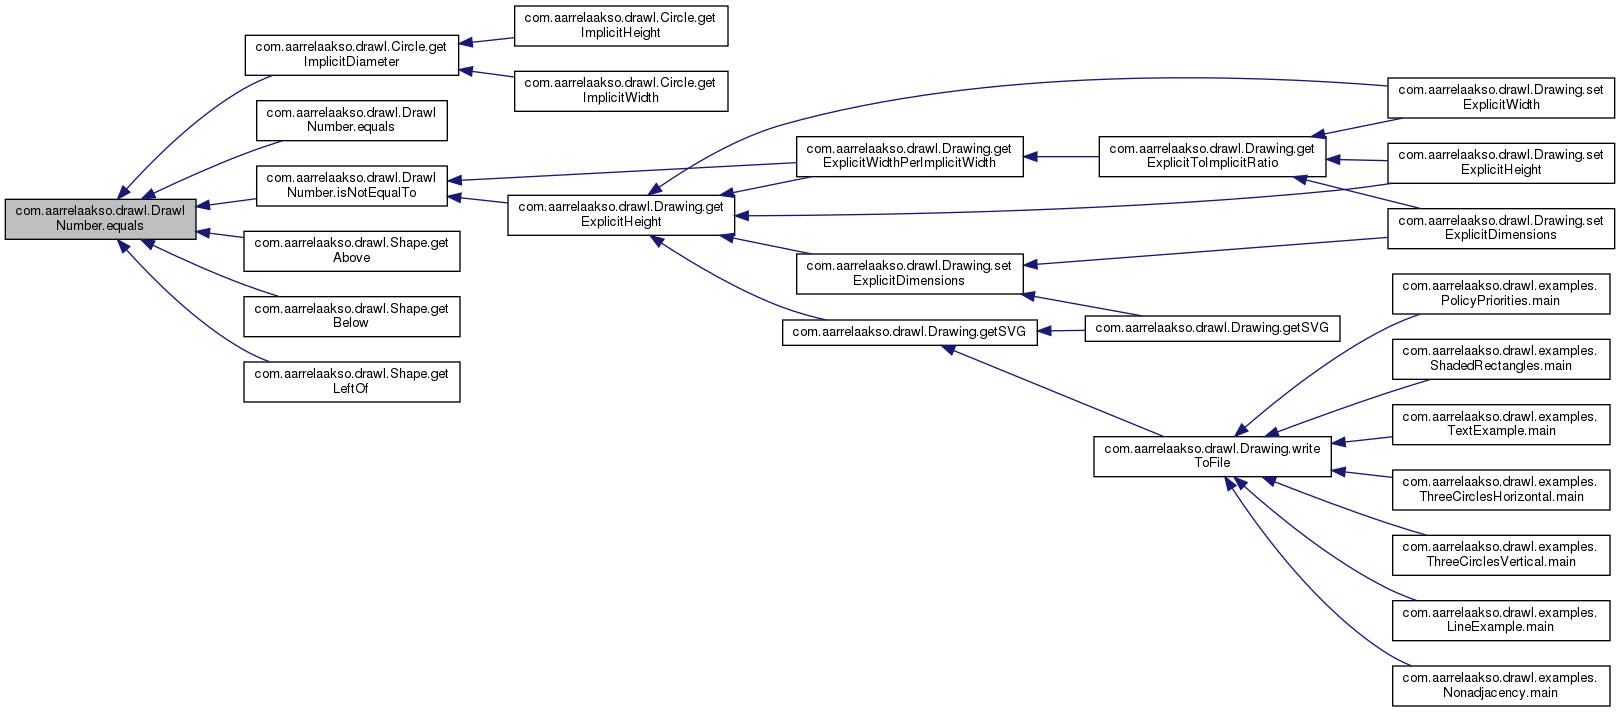 com.aarrelaakso.drawl.Drawl
Number.equals
com.aarrelaakso.drawl.Circle.get
ImplicitDiameter
com.aarrelaakso.drawl.Drawl
Number.equals
com.aarrelaakso.drawl.Drawl
Number.isNotEqualTo
com.aarrelaakso.drawl.Shape.get
Above
com.aarrelaakso.drawl.Shape.get
Below
com.aarrelaakso.drawl.Shape.get
LeftOf
com.aarrelaakso.drawl.Circle.get
ImplicitHeight
com.aarrelaakso.drawl.Circle.get
ImplicitWidth
com.aarrelaakso.drawl.Drawing.get
ExplicitHeight
com.aarrelaakso.drawl.Drawing.get
ExplicitWidthPerImplicitWidth
com.aarrelaakso.drawl.Drawing.set
ExplicitDimensions
com.aarrelaakso.drawl.Drawing.getSVG
com.aarrelaakso.drawl.Drawing.get
ExplicitToImplicitRatio
com.aarrelaakso.drawl.Drawing.getSVG
com.aarrelaakso.drawl.Drawing.write
ToFile
com.aarrelaakso.drawl.Drawing.set
ExplicitWidth
com.aarrelaakso.drawl.Drawing.set
ExplicitHeight
com.aarrelaakso.drawl.Drawing.set
ExplicitDimensions
com.aarrelaakso.drawl.examples.
PolicyPriorities.main
com.aarrelaakso.drawl.examples.
ShadedRectangles.main
com.aarrelaakso.drawl.examples.
TextExample.main
com.aarrelaakso.drawl.examples.
ThreeCirclesHorizontal.main
com.aarrelaakso.drawl.examples.
ThreeCirclesVertical.main
com.aarrelaakso.drawl.examples.
LineExample.main
com.aarrelaakso.drawl.examples.
Nonadjacency.main